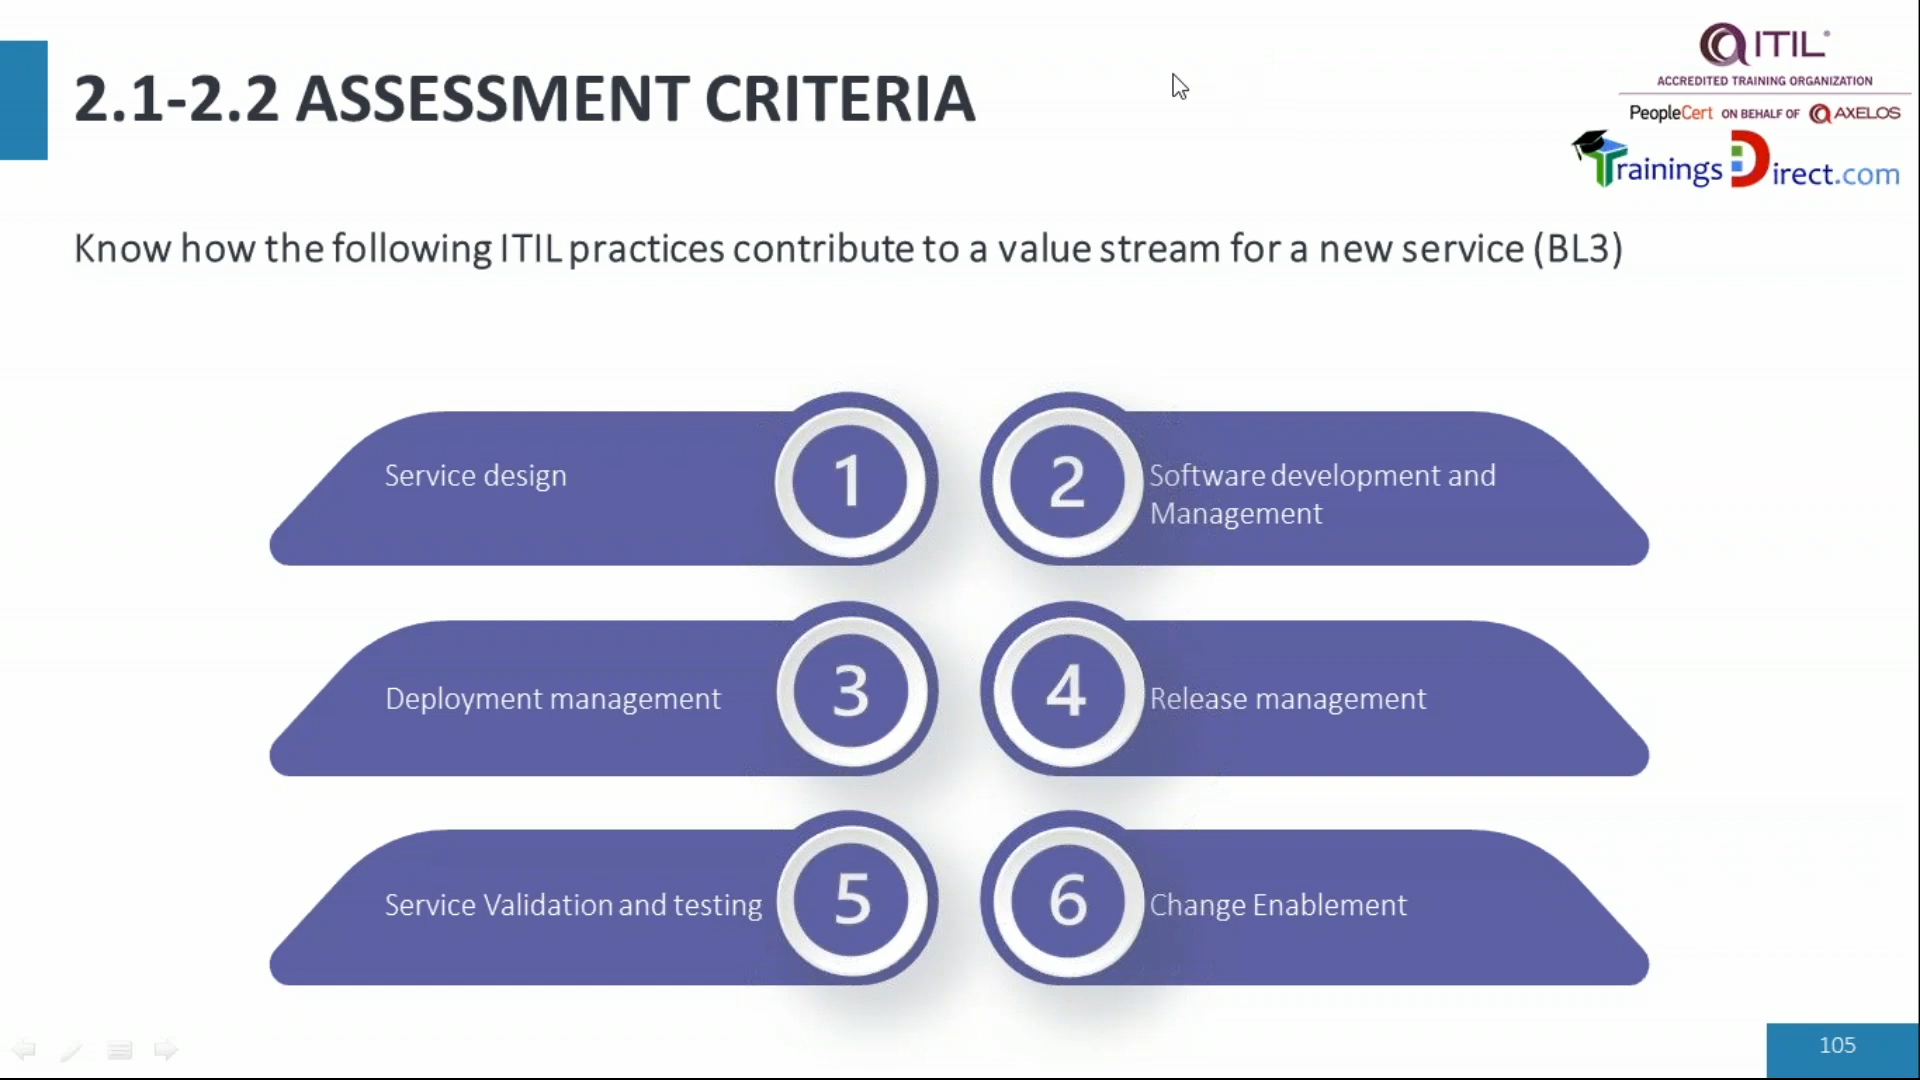 2.1-2.2 ASSESSMENT CRITERIA
ITIL®
ACCREDITED TRAINING ORGANIZATION
PeopleCert ON BEHALF OF AXELOS
TrainingsDirect.com
Know how the following ITIL practices contribute to a value stream for a new service (BL3)
Service design
1
2
Software development and
Management
Deployment management
3
4
Release management
Service Validation and testing
5
6
Change Enablement
105